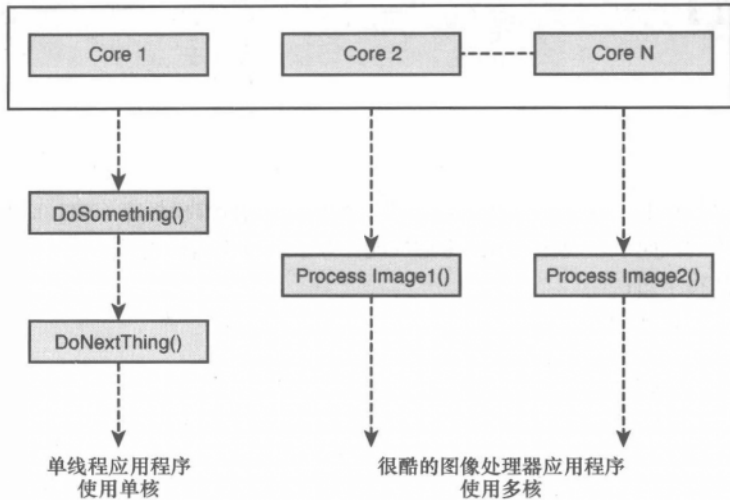 Core 1
Core 2
Core N
DoSomething()
Process Image1()
Process Image2()
DoNextThing()
单线程应用程序
使用单核
很酷的图像处理器应用程序
使用多核